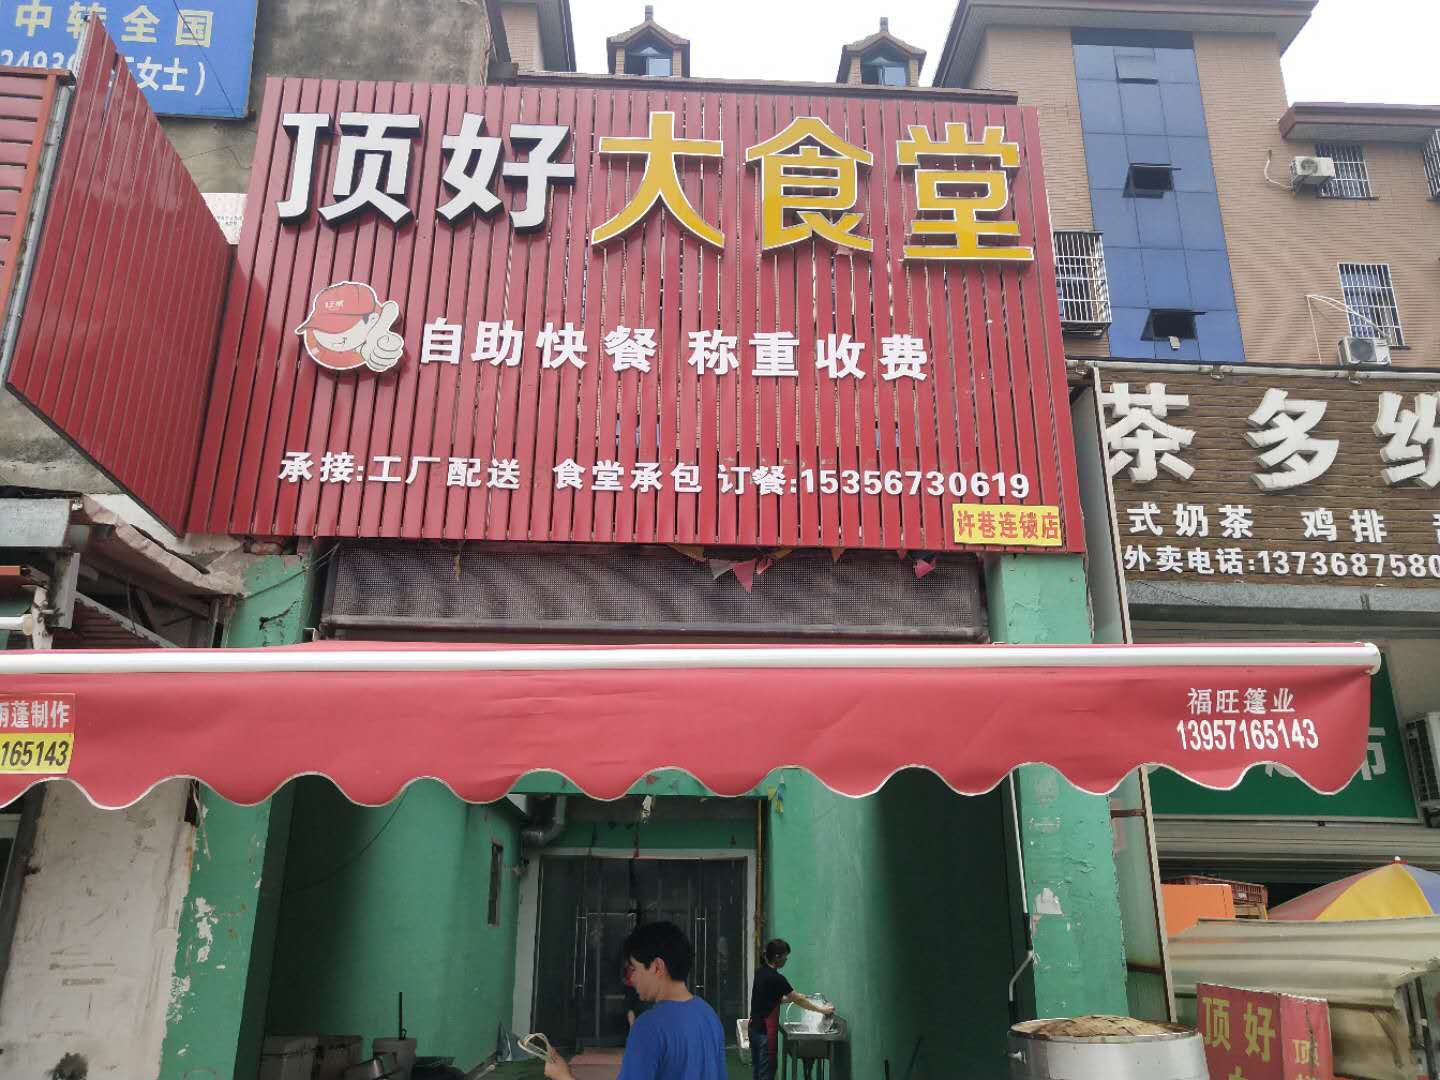 中转全国
女士)
顶好大食堂
自助快餐 称重收费
承接:工厂配送 食堂承包 订餐:15356730619
许巷连锁店
茶多
式奶茶 鸡排
外卖电话:1373687580
福旺篷业
13957165143
雨蓬制作
165143
市
顶好
顶